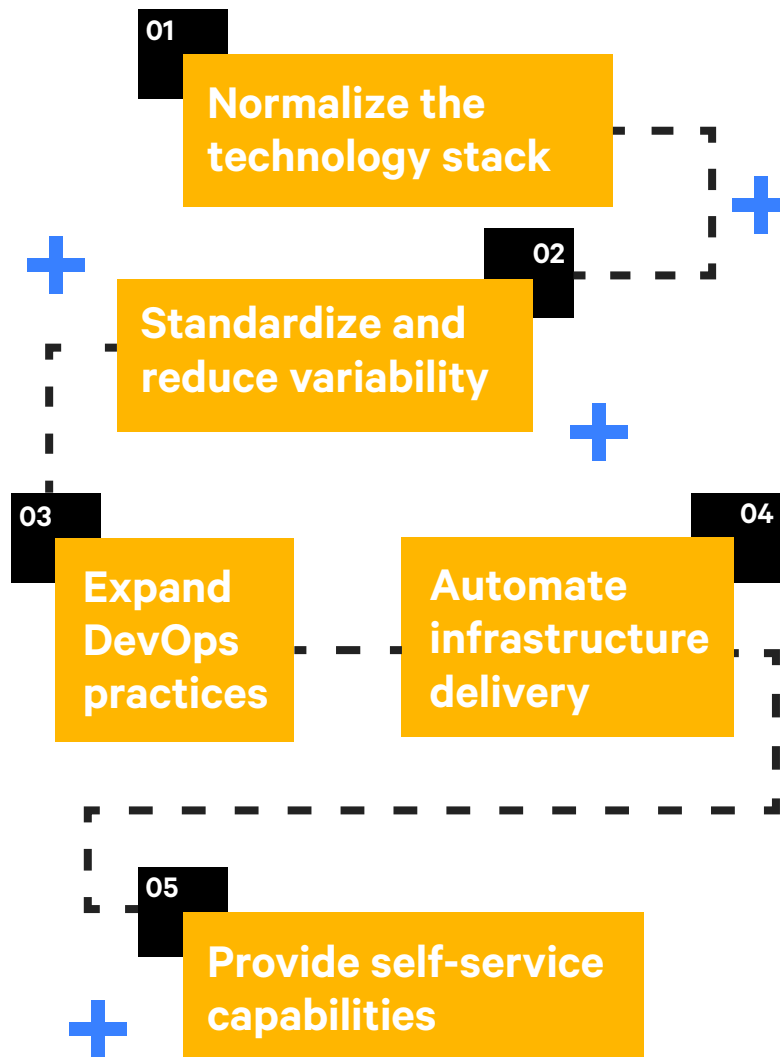 01
Normalize the
technology stack
02
Standardize and
reduce variability
03
Expand
DevOps
practices
04
Automate
infrastructure
delivery
05
Provide self-service
capabilities